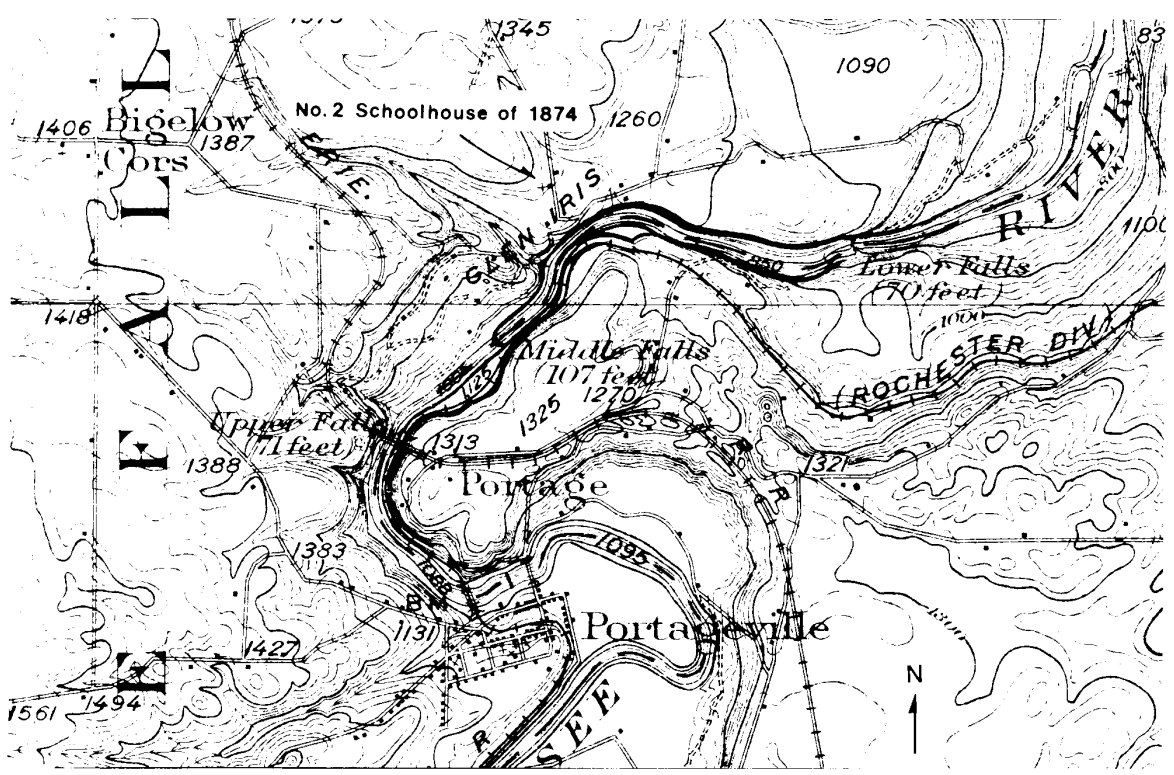 1345
83
1090
No. 2 Schoolhouse of 1874
1406
Bigelow
Cors
1387
1260
ERIE
GLEN IRIS
RIVER
1100
850
Lower Falls
(70 feet)
1418
1000
Middle Falls
(107 feet)
1270
(ROCHESTER DIV)
1325
Upper Falls
71 feet)
1313
1388
Portage
R R
1321
1383
1095
BM
1131
Portageville
1427
1494
1561
N
R
SEE